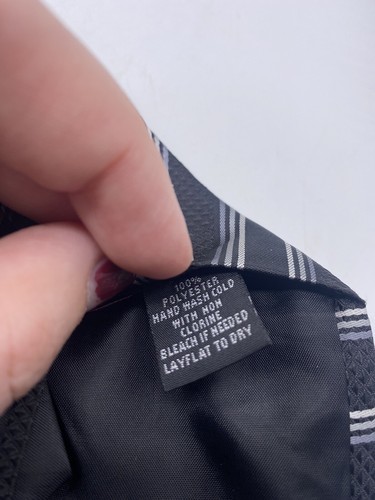 100%
POLYESTER
HAND WASH COLD
WITH NON
CLORINE
BLEACH IF NEEDED
LAYFLAT TO DRY